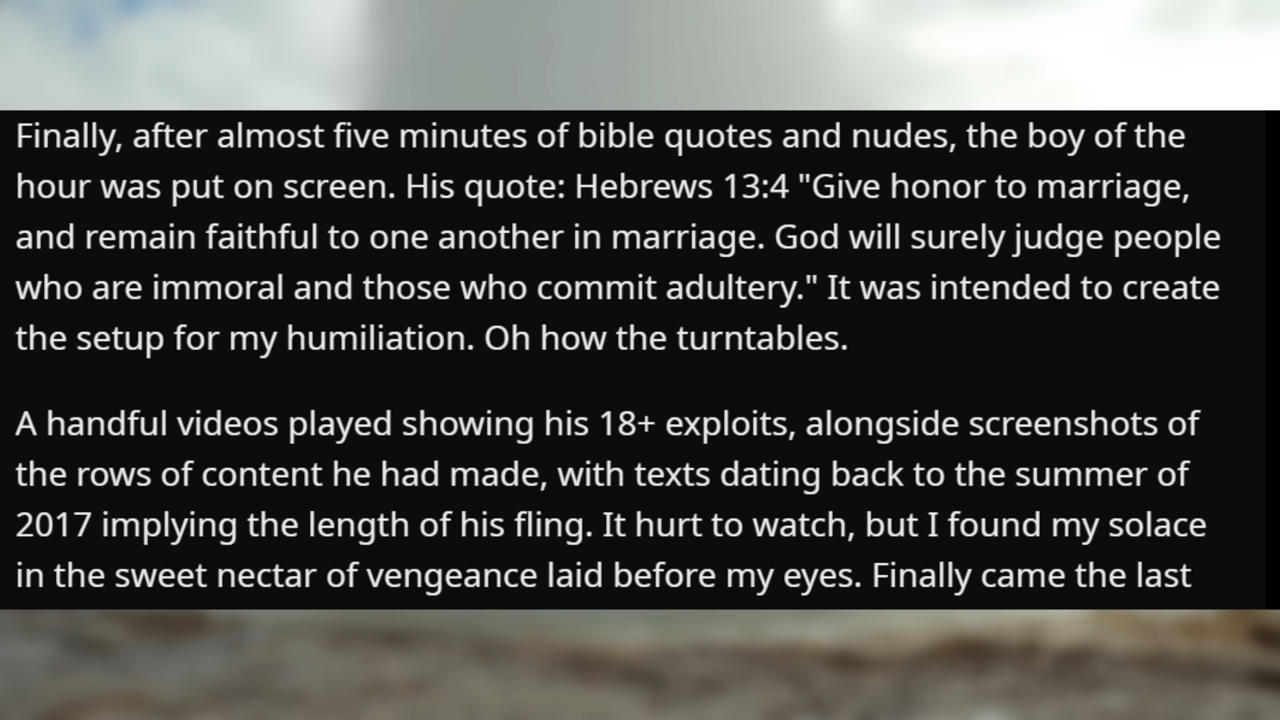 Finally, after almost five minutes of bible quotes and nudes, the boy of the
hour was put on screen. His quote: Hebrews 13:4 "Give honor to marriage,
and remain faithful to one another in marriage. God will surely judge people
who are immoral and those who commit adultery." It was intended to create
the setup for my humiliation. Oh how the turntables.
A handful videos played showing his 18+ exploits, alongside screenshots of
the rows of content he had made, with texts dating back to the summer of
2017 implying the length of his fling. It hurt to watch, but I found my solace
in the sweet nectar of vengeance laid before my eyes. Finally came the last